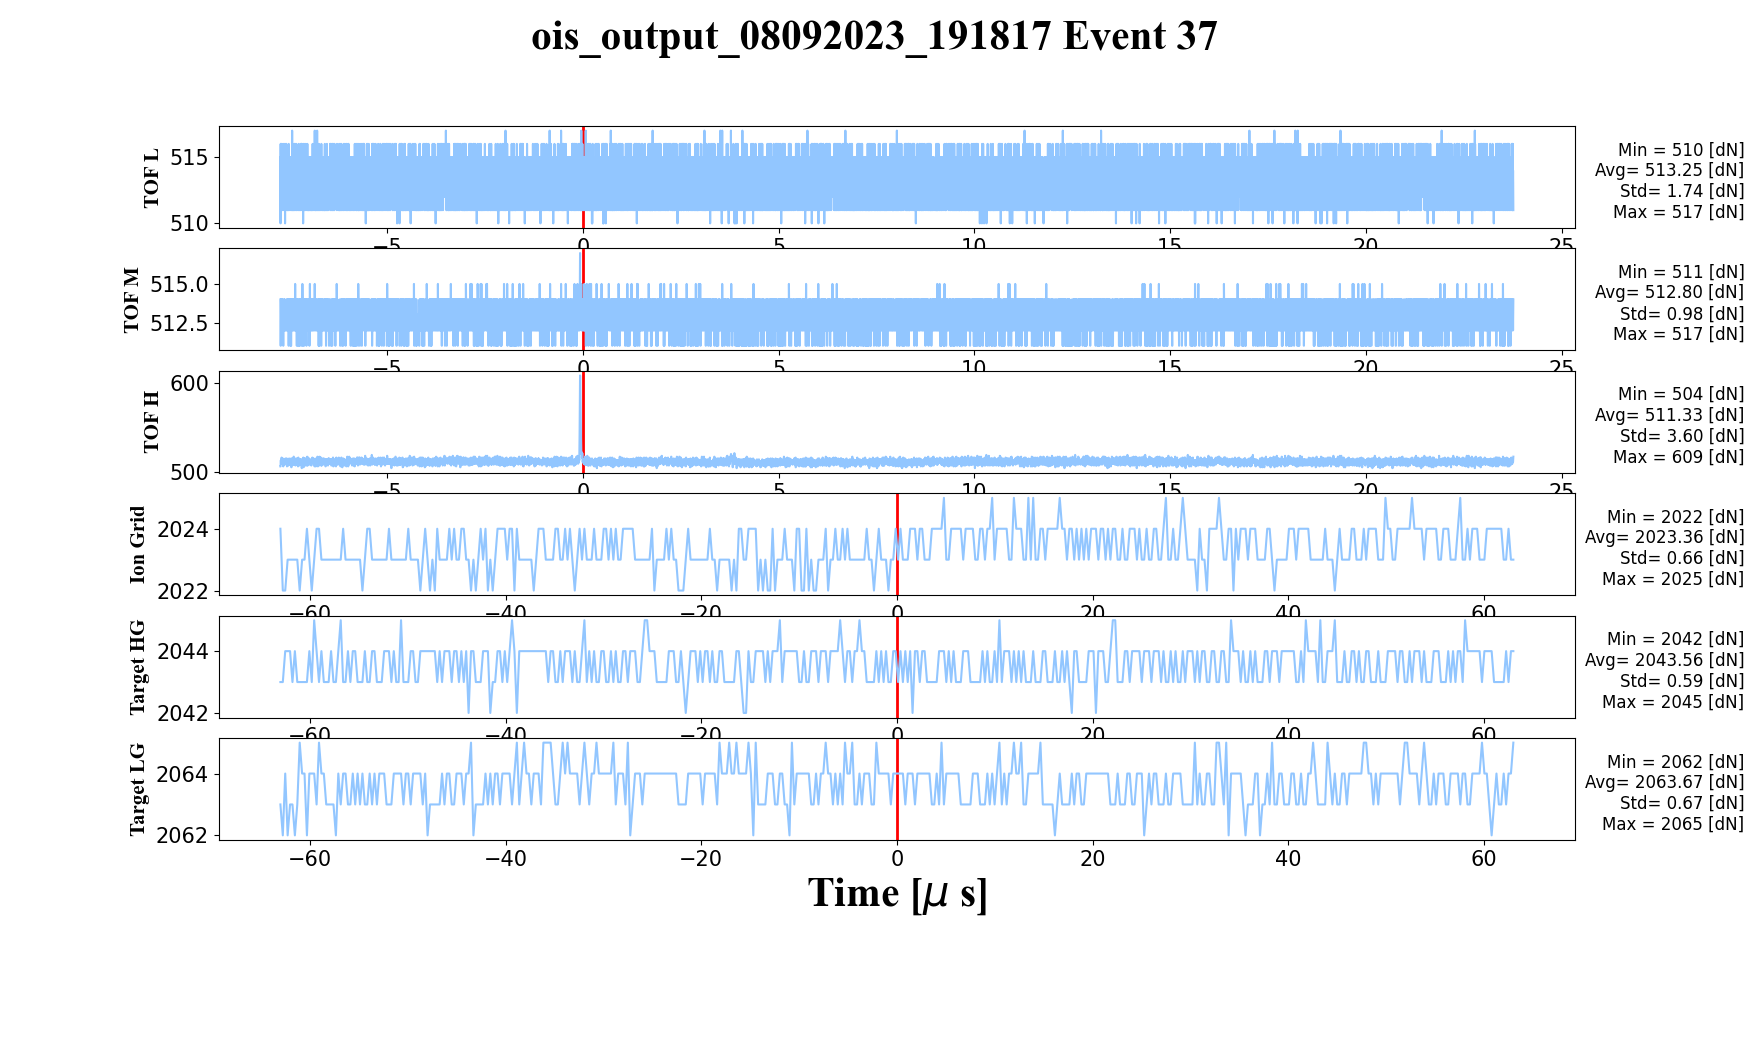 ois_output_08092023_191817 Event 37
TOF L
515
510
Min = 510 [dN]
Avg= 513.25 [dN]
Std= 1.74 [dN]
Max = 517 [dN]
−5 0 5 10 15 20 25
TOF M
515.0
512.5
Min = 511 [dN]
Avg= 512.80 [dN]
Std= 0.98 [dN]
Max = 517 [dN]
−5 0 5 10 15 20 25
TOF H
600
500
Min = 504 [dN]
Avg= 511.33 [dN]
Std= 3.60 [dN]
Max = 609 [dN]
−5 0 5 10 15 20 25
Ion Grid
2024
2022
Min = 2022 [dN]
Avg= 2023.36 [dN]
Std= 0.66 [dN]
Max = 2025 [dN]
−60 −40 −20 0 20 40 60
Target HG
2044
2042
Min = 2042 [dN]
Avg= 2043.56 [dN]
Std= 0.59 [dN]
Max = 2045 [dN]
−60 −40 −20 0 20 40 60
Target LG
2064
2062
Min = 2062 [dN]
Avg= 2063.67 [dN]
Std= 0.67 [dN]
Max = 2065 [dN]
−60 −40 −20 0 20 40 60
Time [μ s]